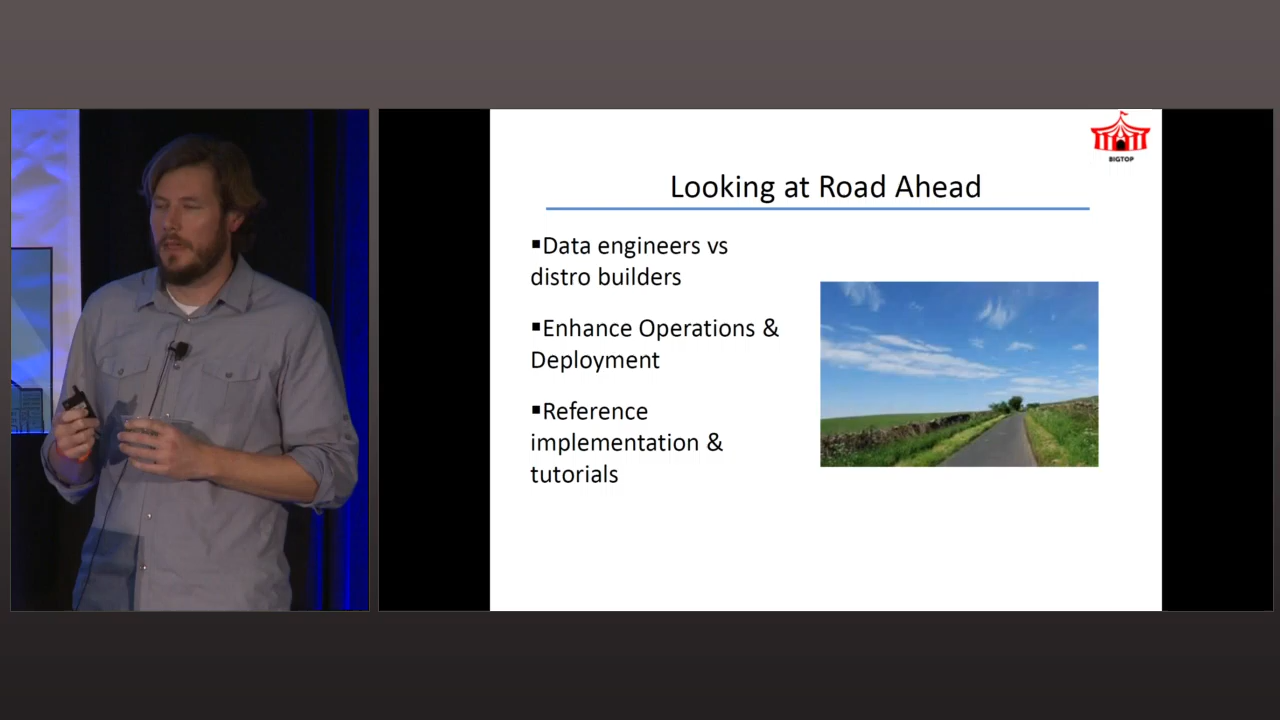 BIGTOP
Looking at Road Ahead
▪Data engineers vs
distro builders
▪Enhance Operations &
Deployment
▪Reference
implementation &
tutorials